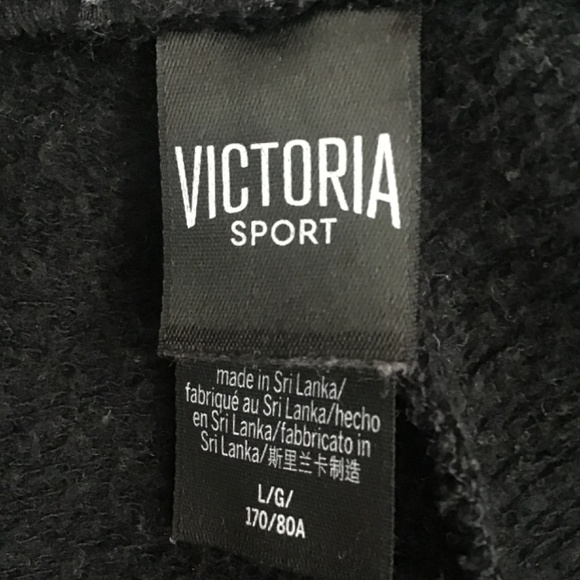 VICTORIA
SPORT
made in Sri Lanka/
fabriqué au Sri Lanka/hecho
en Sri Lanka/fabbricato in
Sri Lanka/斯里兰卡制造
L/G/
170/80A